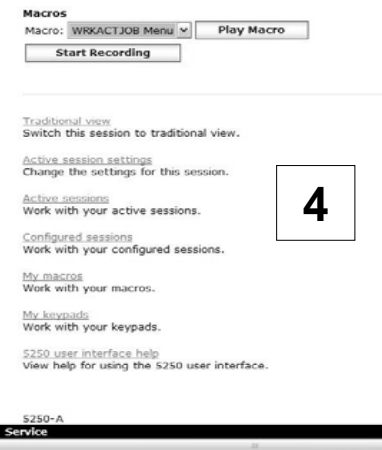 Macros
Macro: WRKACTJOB Menu Play Macro
Start Recording
Traditional view
Switch this session to traditional view.
Active session settings
Change the settings for this session.
Active sessions
Work with your active sessions.
4
Configured sessions
Work with your configured sessions.
My macros
Work with your macros.
My keypads
Work with your keypads.
5250 user interface help
View help for using the 5250 user interface.
5250-A
Service